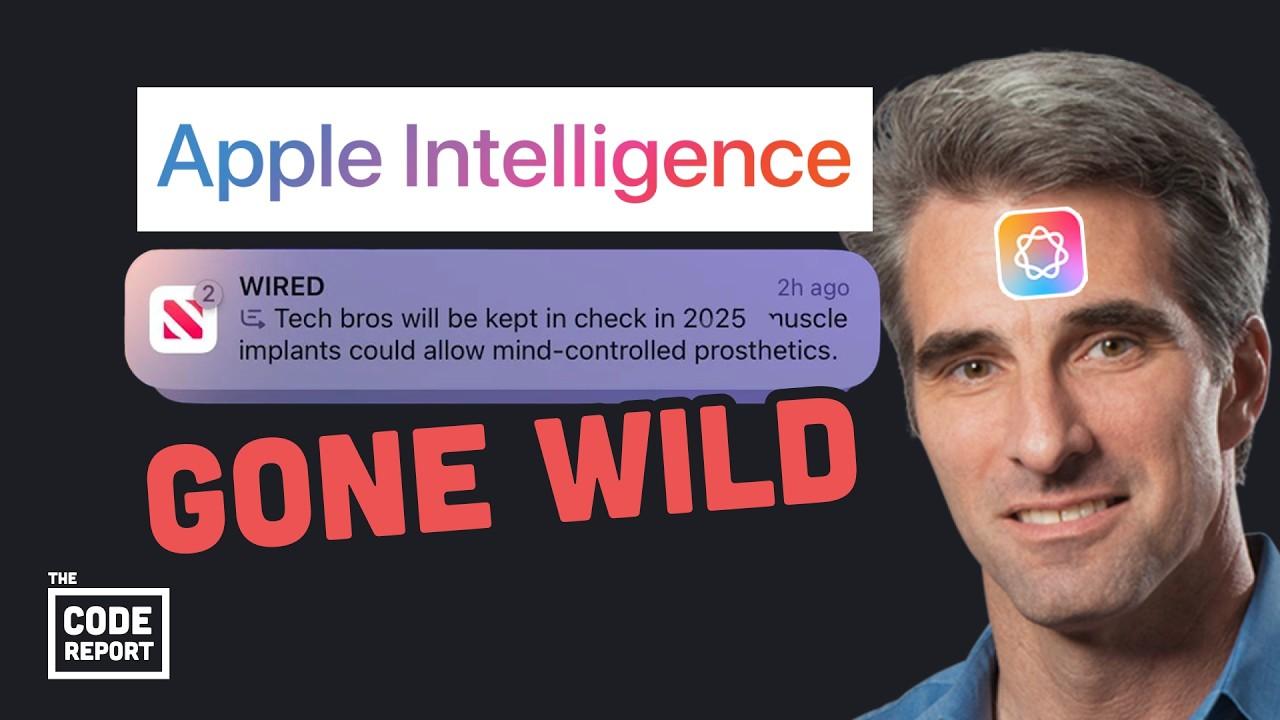 Apple Intelligence
2
WIRED 2h ago
Tech bros will be kept in check in 2025
implants could allow mind-controlled prosthetics.
GONE WILD
THE
CODE
REPORT